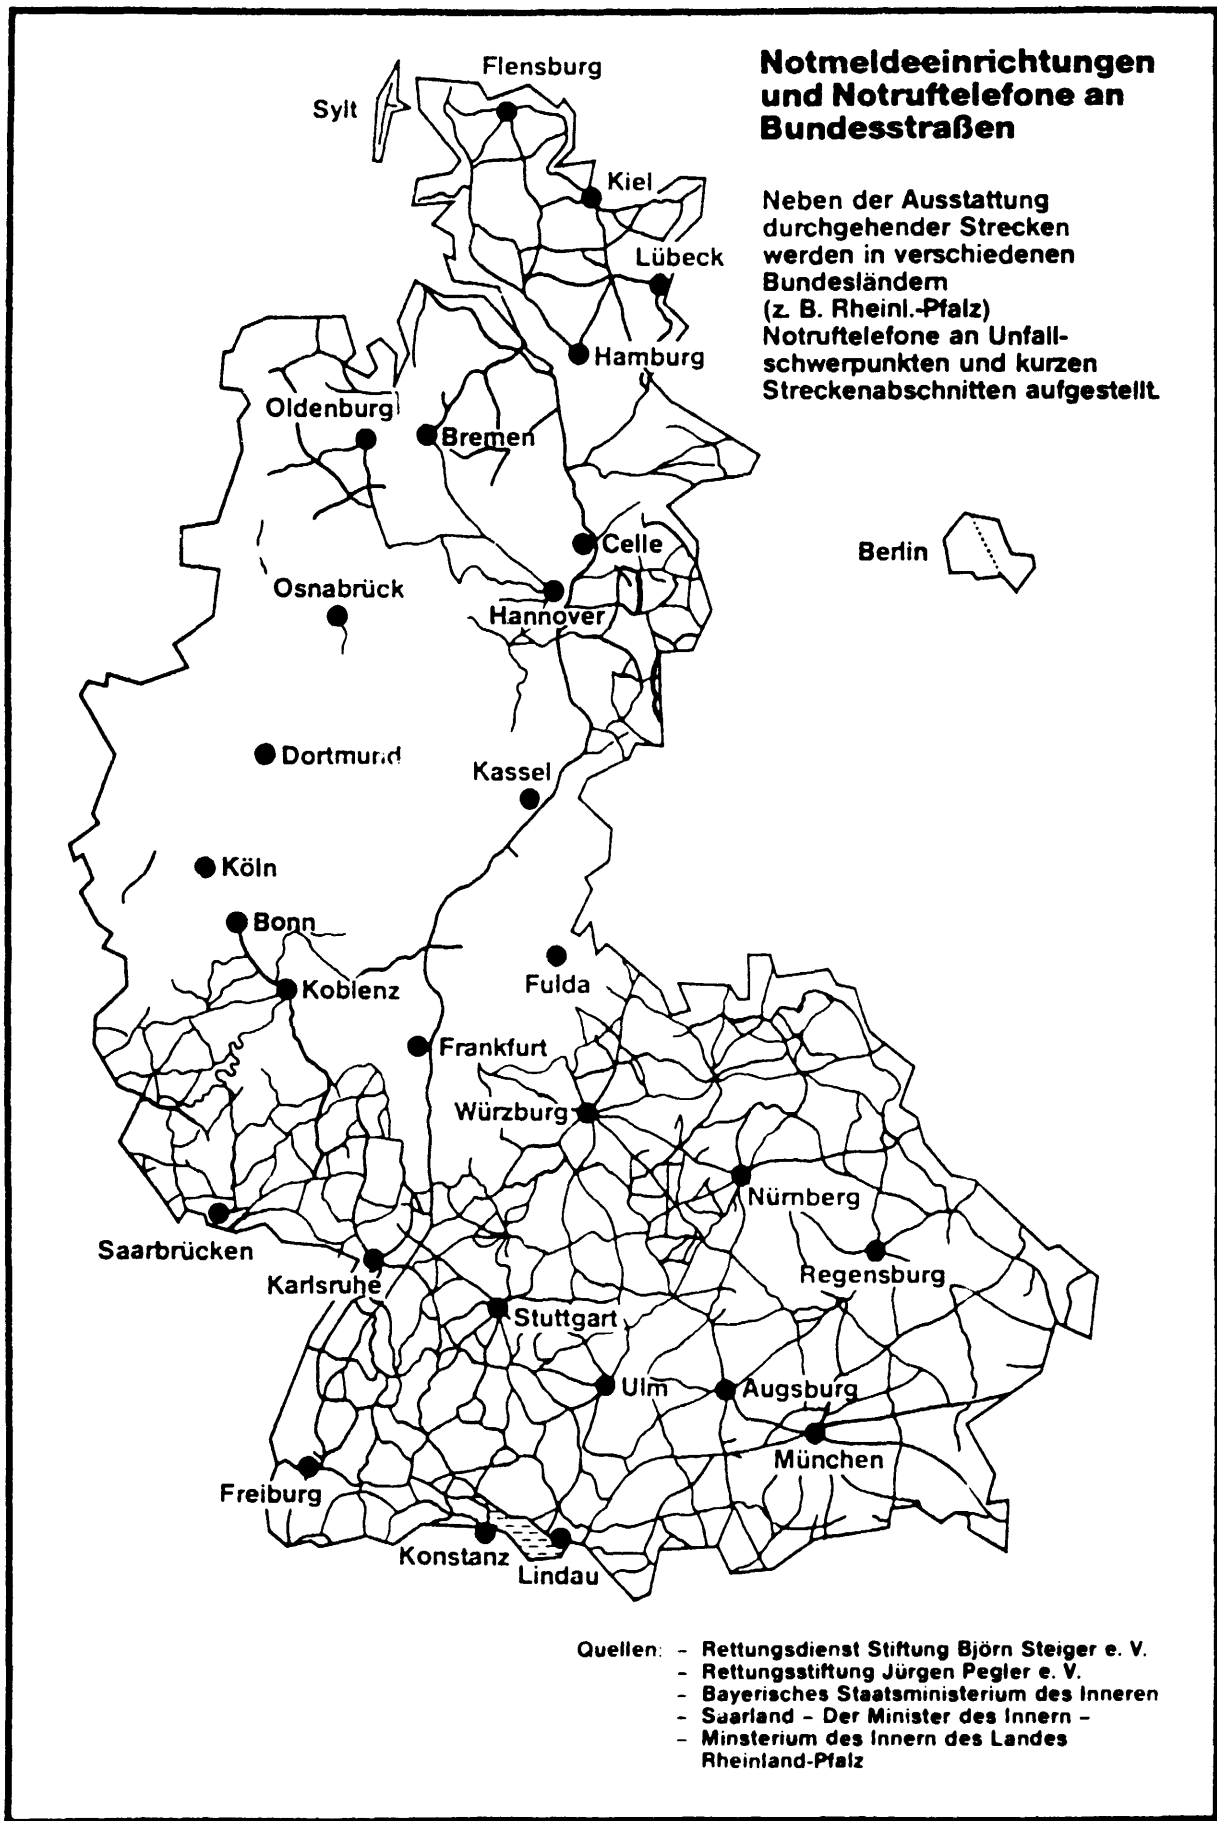 Notmeldeeinrichtungen
und Notruftelefone an
Bundesstraßen
Neben der Ausstattung
durchgehender Strecken
werden in verschiedenen
Bundesländern
(z. B. Rheinl.-Pfalz)
Notruftelefone an Unfall-
schwerpunkten und kurzen
Streckenabschnitten aufgestellt.
Flensburg
Sylt
Kiel
Lübeck
Hamburg
Oldenburg
Bremen
Celle
Berlin
Osnabrück
Hannover
Dortmund
Kassel
Köln
Bonn
Fulda
Koblenz
Frankfurt
Würzburg
Nürnberg
Saarbrücken
Karlsruhe
Regensburg
Stuttgart
Ulm
Augsburg
München
Freiburg
Konstanz
Lindau
Quellen: - Rettungsdienst Stiftung Björn Steiger e. V.
- Rettungsstiftung Jürgen Pegler e. V.
- Bayerisches Staatsministerium des Inneren
- Saarland - Der Minister des Innern -
- Minsterium des Innern des Landes
Rheinland-Pfalz